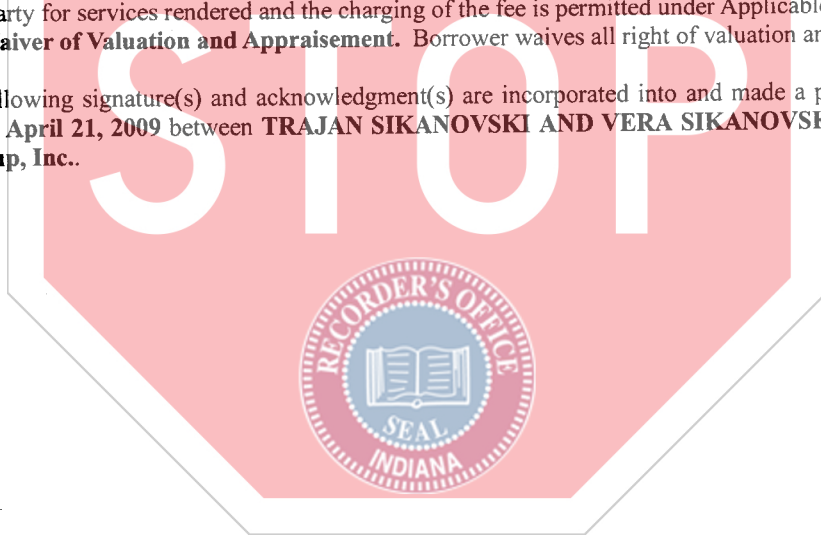 arty for services rendered and the charging of the fee is permitted under Applicabl
aiver of Valuation and Appraisement. Borrower waives all right of valuation an
llowing signature(s) and acknowledgment(s) are incorporated into and made a p
April 21, 2009 between TRAJAN SIKANOVSKI AND VERA SIKANOVSK
up, Inc..
STOP
RECORDER'S OFFICE
SEAL
INDIANA